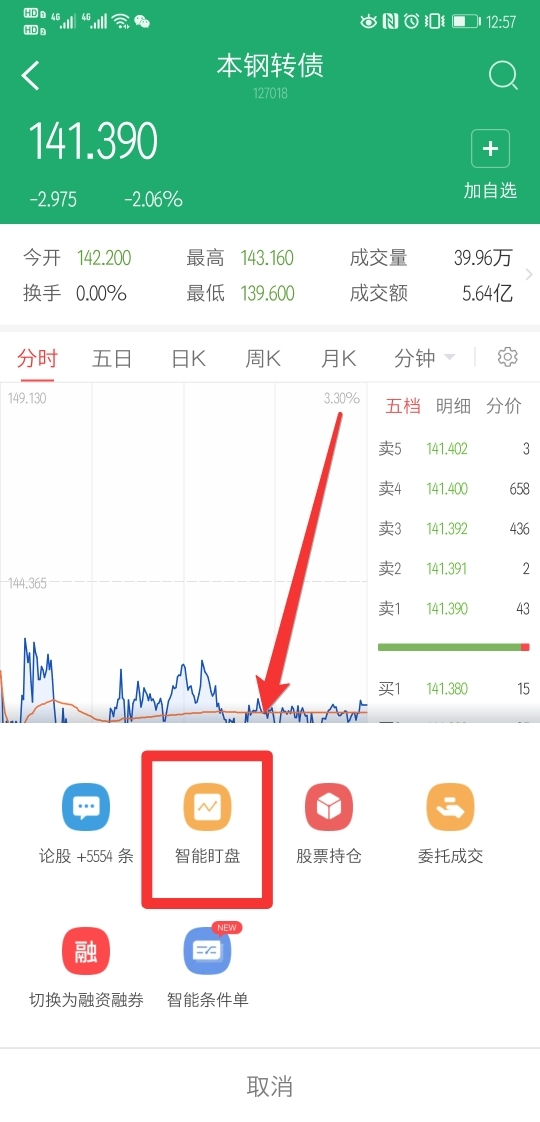 HD 4G 4G 12:57
HD
本钢转债
127018
141.390
-2.975 -2.06%
加自选
今开 142.200 最高 143.160 成交量 39.96万
换手 0.00% 最低 139.600 成交额 5.64亿
分时 五日 日K 周K 月K 分钟
149.130 3.30% 五档 明细 分价
卖5 141.402 3
卖4 141.400 658
卖3 141.392 436
卖2 141.391 2
144.365
卖1 141.390 43
买1 141.380 15
论股 +5554 条 智能盯盘 股票持仓 委托成交
融 NEW
切换为融资融券 智能条件单
取消